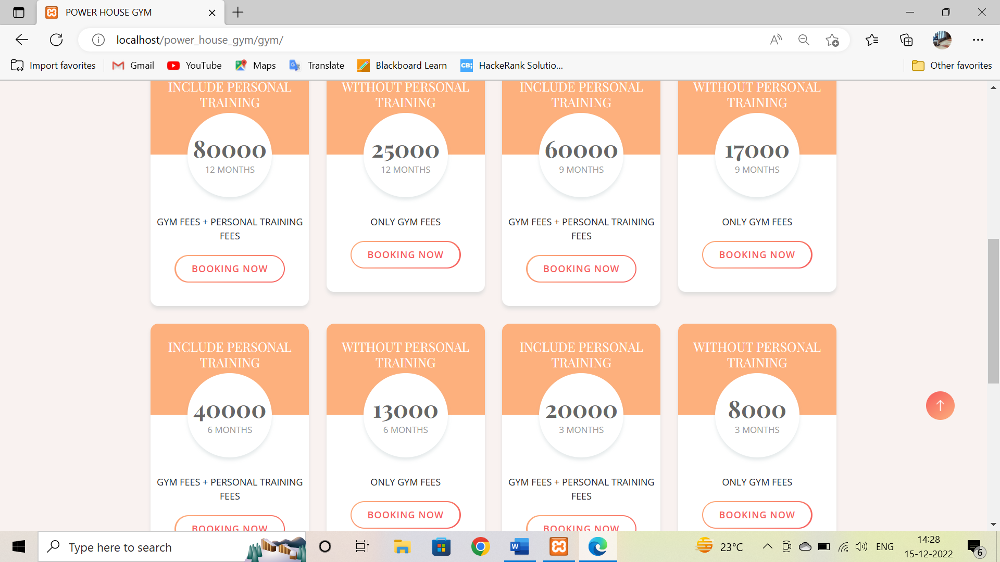 POWER HOUSE GYM
localhost/power_house_gym/gym/
Import favorites
Gmail
YouTube
Maps
Translate
Blackboard Learn
HackeRank Solutio...
Other favorites
INCLUDE PERSONAL
TRAINING
80000
12 MONTHS
GYM FEES + PERSONAL TRAINING
FEES
BOOKING NOW
WITHOUT PERSONAL
TRAINING
25000
12 MONTHS
ONLY GYM FEES
BOOKING NOW
INCLUDE PERSONAL
TRAINING
60000
9 MONTHS
GYM FEES + PERSONAL TRAINING
FEES
BOOKING NOW
WITHOUT PERSONAL
TRAINING
17000
9 MONTHS
ONLY GYM FEES
BOOKING NOW
INCLUDE PERSONAL
TRAINING
40000
6 MONTHS
GYM FEES + PERSONAL TRAINING
FEES
BOOKING NOW
WITHOUT PERSONAL
TRAINING
13000
6 MONTHS
ONLY GYM FEES
BOOKING NOW
INCLUDE PERSONAL
TRAINING
20000
3 MONTHS
GYM FEES + PERSONAL TRAINING
FEES
BOOKING NOW
WITHOUT PERSONAL
TRAINING
8000
3 MONTHS
ONLY GYM FEES
BOOKING NOW
Type here to search
23°C
ENG
14:28
15-12-2022
6